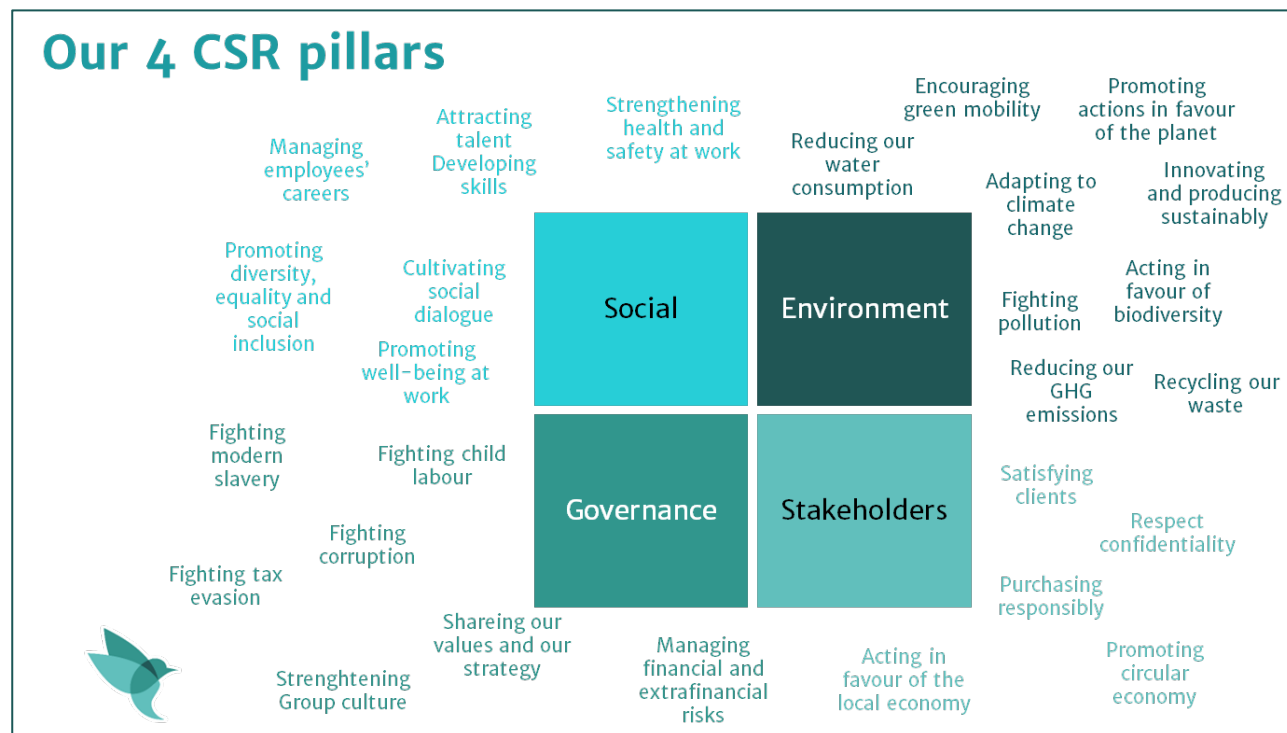 Our 4 CSR pillars
Managing
employees’
careers
Attracting
talent
Developing
skills
Strengthening
health and
safety at work
Promoting
diversity,
equality and
social
inclusion
Cultivating
social
dialogue
Promoting
well-being at
work
Social
Encouraging
green mobility
Promoting
actions in favour
of the planet
Reducing our
water
consumption
Adapting to
climate
change
Innovating
and producing
sustainably
Environment
Fighting
pollution
Acting in
favour of
biodiversity
Reducing our
GHG
emissions
Recycling our
waste
Fighting
modern
slavery
Fighting child
labour
Fighting
corruption
Fighting tax
evasion
Governance
Shareing our
values and our
strategy
Strenghtening
Group culture
Managing
financial and
extrafinancial
risks
Stakeholders
Satisfying
clients
Respect
confidentiality
Purchasing
responsibly
Acting in
favour of the
local economy
Promoting
circular
economy